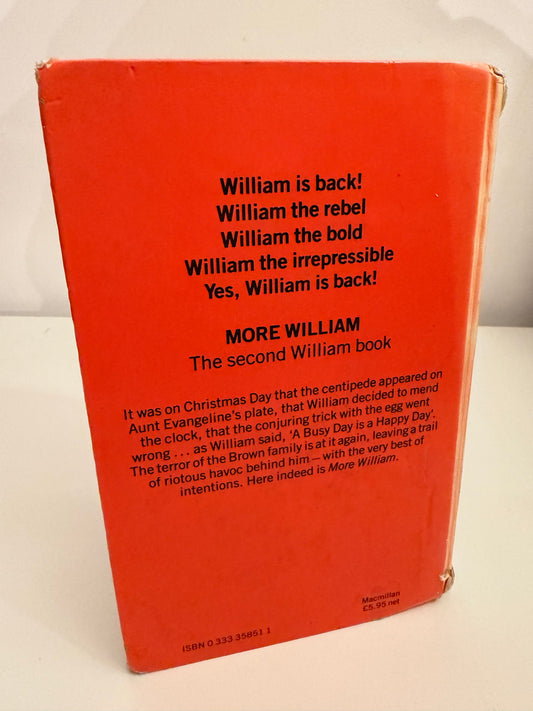 William is back!
William the rebel
William the bold
William the irrepressible
Yes, William is back!
MORE WILLIAM
The second William book
It was on Christmas Day that the centipede appeared on
Aunt Evangeline's plate, that William decided to mend
the clock, that the conjuring trick with the egg went
wrong . . . as William said, 'A Busy Day is a Happy Day'.
The terror of the Brown family is at it again, leaving a trail
of riotous havoc behind him – with the very best of
intentions. Here indeed is More William.
Macmillan
£5.95 net
ISBN 0 333 35851 1